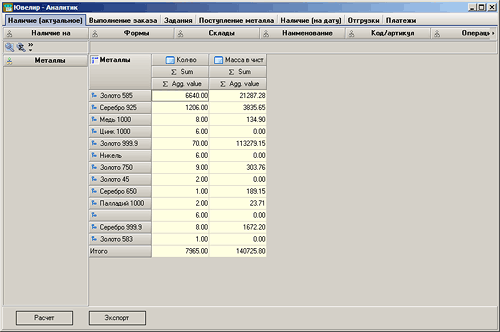 Ювелир - Аналитик
Наличие (актуальное) Выполнение заказа Задания Поступление металла Наличие (на дату) Отгрузки Платежи
Наличие на Формы Склады Наименование Код/артикул Операц
Металлы
Металлы Кол-во Масса в чист
Σ Sum Σ Sum
Σ Agg. value Σ Agg. value
Золото 585 6640.00 21287.28
Серебро 925 1206.00 3835.65
Медь 1000 8.00 134.90
Цинк 1000 6.00 0.00
Золото 999.9 70.00 113279.15
Никель 6.00 0.00
Золото 750 9.00 303.76
Золото 45 2.00 0.00
Серебро 650 1.00 189.15
Палладий 1000 2.00 23.71
6.00 0.00
Серебро 999.9 8.00 1672.20
Золото 583 1.00 0.00
Итого 7965.00 140725.80
Расчет Экспорт